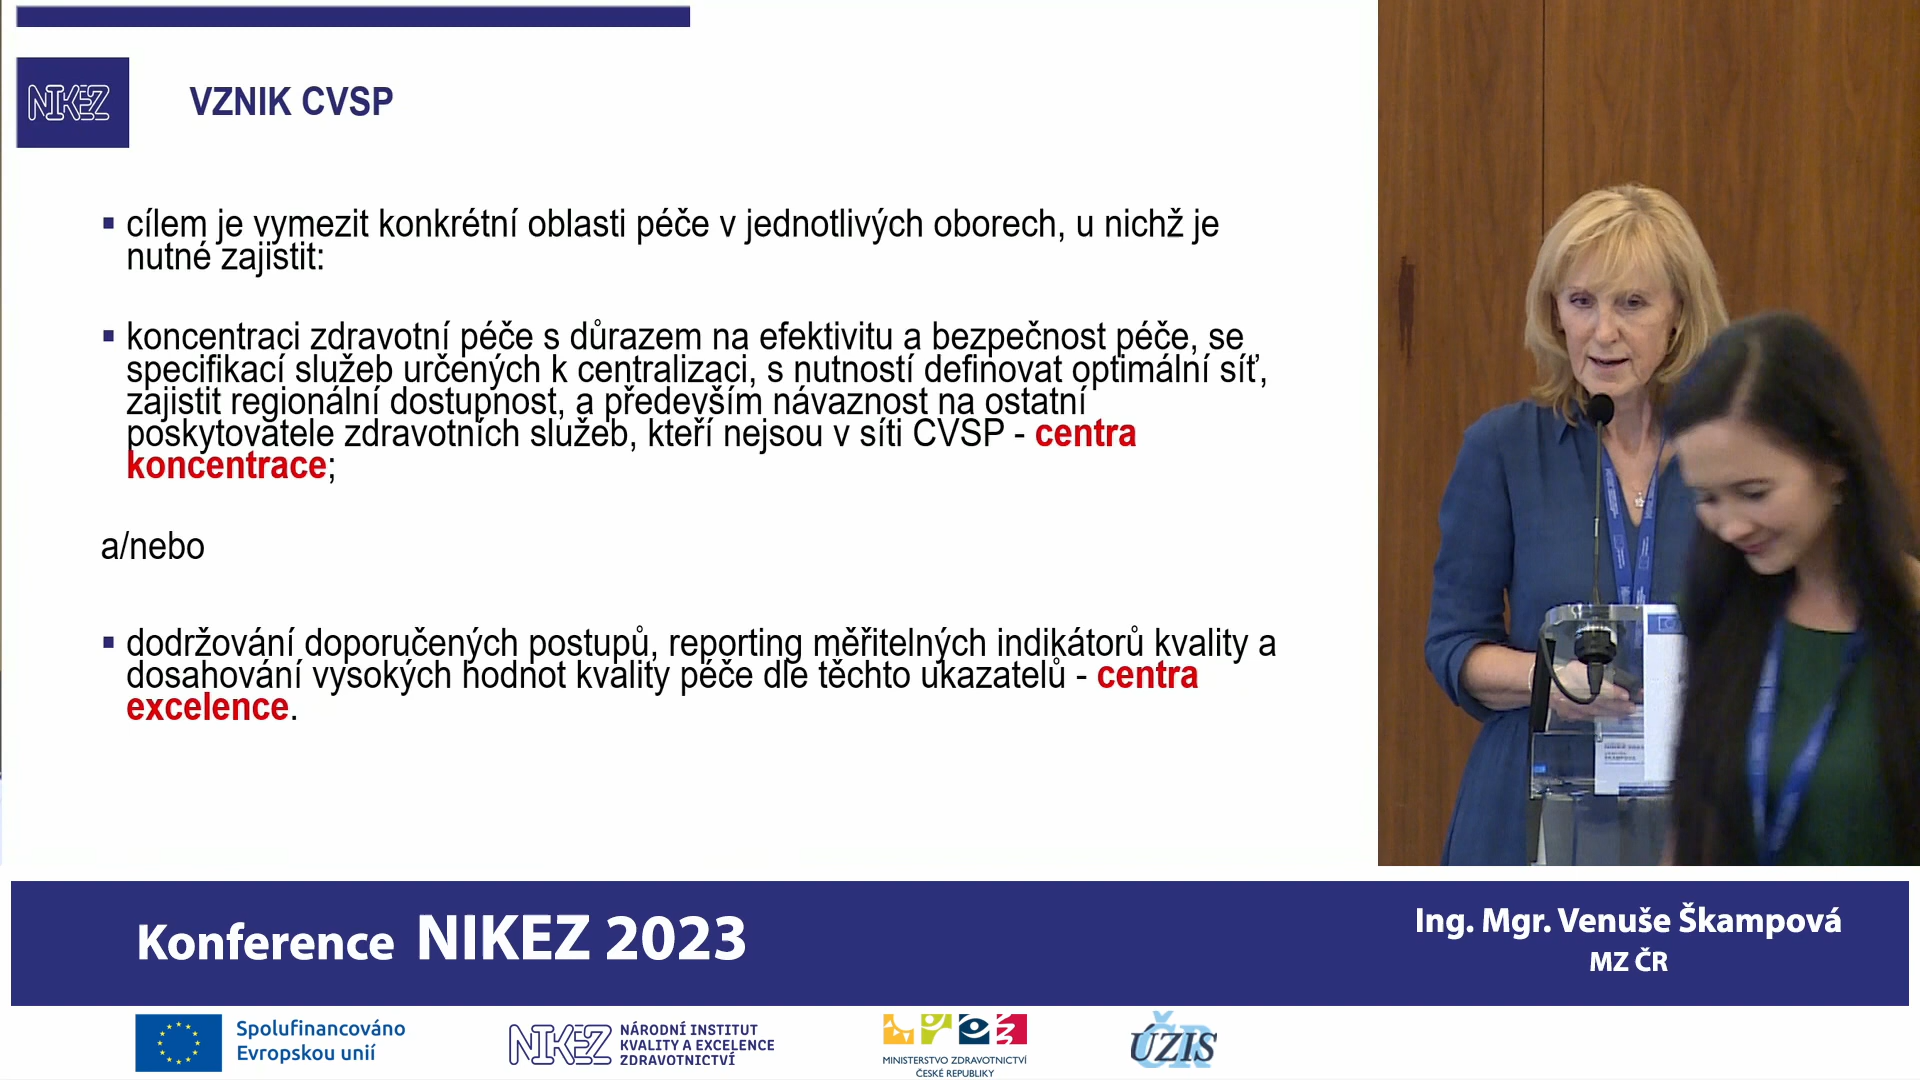 NIKEZ
VZNIK CVSP
▪ cílem je vymezit konkrétní oblasti péče v jednotlivých oborech, u nichž je
nutné zajistit:
▪ koncentraci zdravotní péče s důrazem na efektivitu a bezpečnost péče, se
specifikací služeb určených k centralizaci, s nutností definovat optimální síť,
zajistit regionální dostupnost, a především návaznost na ostatní
poskytovatele zdravotních služeb, kteří nejsou v síti CVSP - centra
koncentrace;
a/nebo
▪ dodržování doporučených postupů, reporting měřitelných indikátorů kvality a
dosahování vysokých hodnot kvality péče dle těchto ukazatelů - centra
excelence.
Konference NIKEZ 2023
Ing. Mgr. Venuše Škampová
MZ ČR
Spolufinancováno
Evropskou unií
NIKEZ
NÁRODNÍ INSTITUT
KVALITY A EXCELENCE
ZDRAVOTNICTVÍ
MINISTERSTVO ZDRAVOTNICTVÍ
ČESKÉ REPUBLIKY
ÚZIS ČR